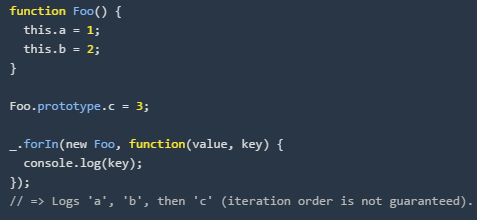 function Foo() {
  this.a = 1;
  this.b = 2;
}

Foo.prototype.c = 3;

_.forIn(new Foo, function(value, key) {
  console.log(key);
});
// => Logs 'a', 'b', then 'c' (iteration order is not guaranteed).